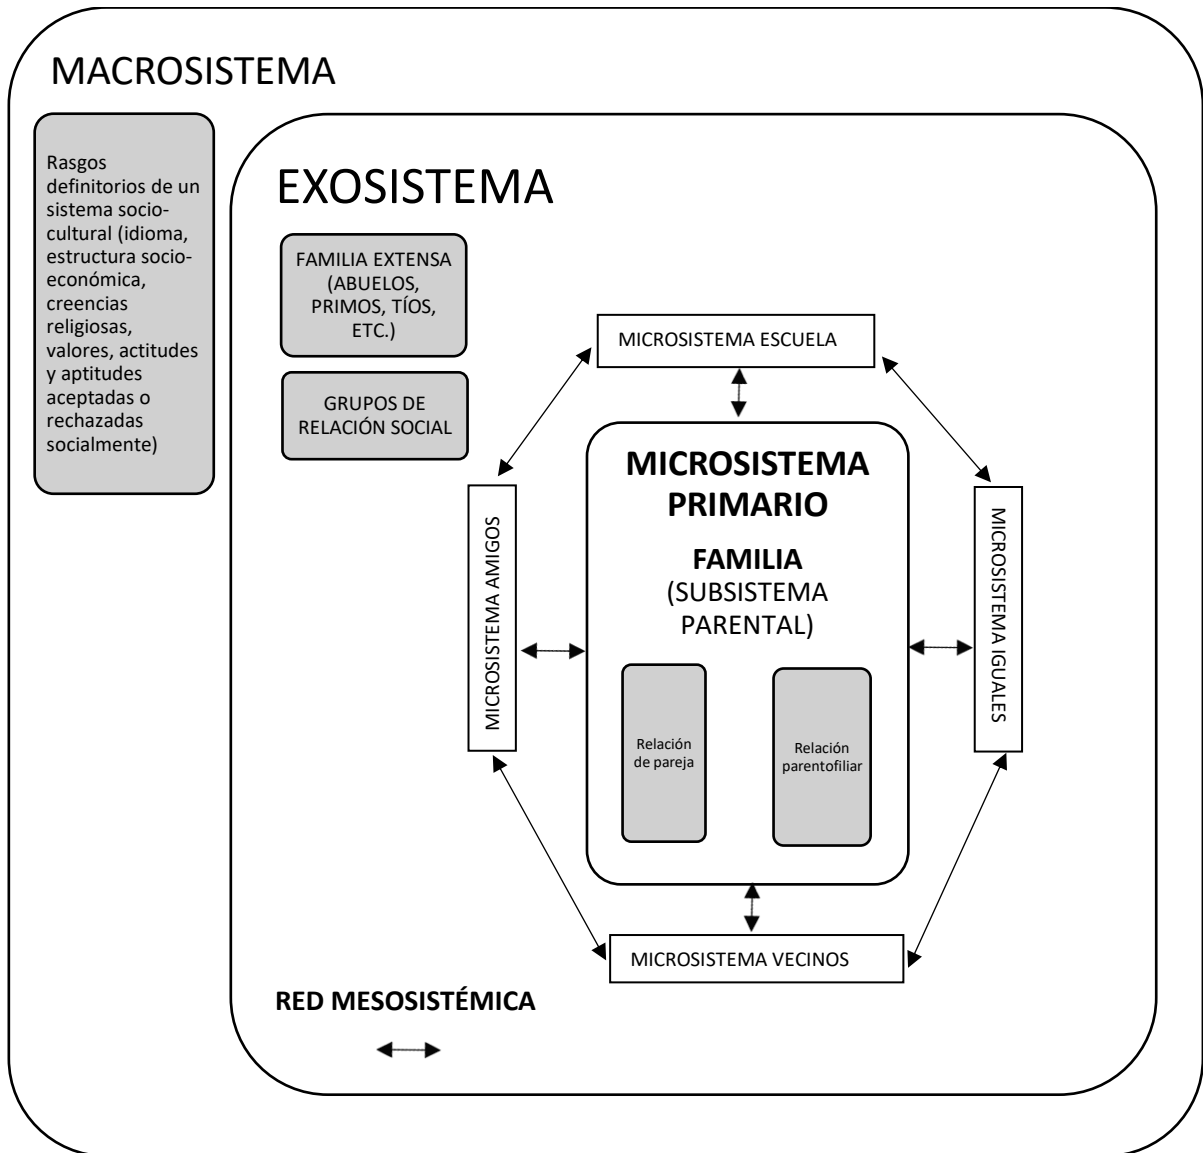 MACROSISTEMA
Rasgos
definitorios de un
sistema socio-
cultural (idioma,
estructura socio-
económica,
creencias
religiosas,
valores, actitudes
y aptitudes
aceptadas o
rechazadas
socialmente)
EXOSISTEMA
FAMILIA EXTENSA
(ABUELOS,
PRIMOS, TÍOS,
ETC.)
GRUPOS DE
RELACIÓN SOCIAL
MICROSISTEMA ESCUELA
MICROSISTEMA AMIGOS
MICROSISTEMA
PRIMARIO
FAMILIA
(SUBSISTEMA
PARENTAL)
Relación
de pareja
Relación
parentofiliar
MICROSISTEMA IGUALES
MICROSISTEMA VECINOS
RED MESOSISTÉMICA